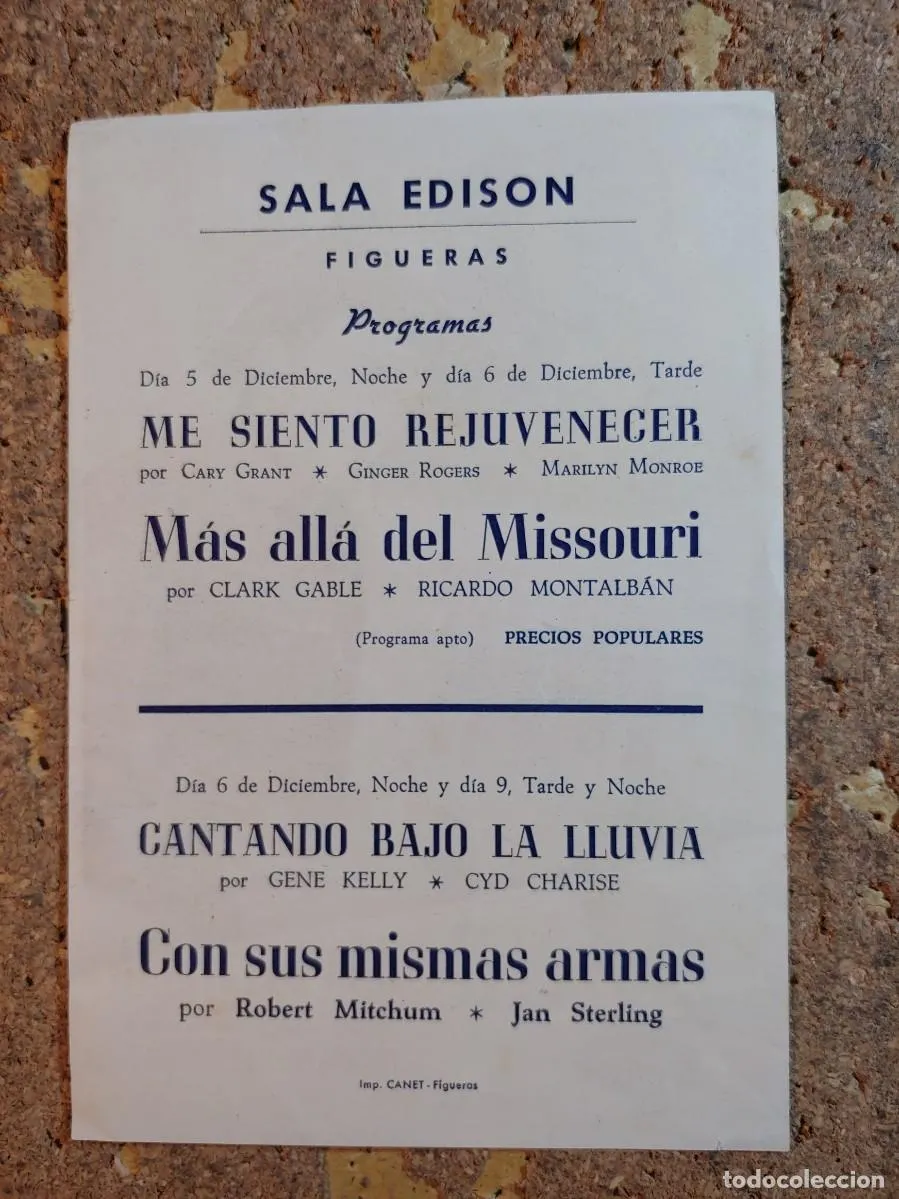 SALA EDISON
FIGUERAS
Programas
Día 5 de Diciembre, Noche y día 6 de Diciembre, Tarde
ME SIENTO REJUVENECER
por CARY GRANT * GINGER ROGERS * MARILYN MONROE
Más allá del Missouri
por CLARK GABLE * RICARDO MONTALBÁN
(Programa apto) PRECIOS POPULARES
Día 6 de Diciembre, Noche y día 9, Tarde y Noche
CANTANDO BAJO LA LLUVIA
por GENE KELLY * CYD CHARISE
Con sus mismas armas
por Robert Mitchum * Jan Sterling
Imp. CANET - Figueras
todocoleccion